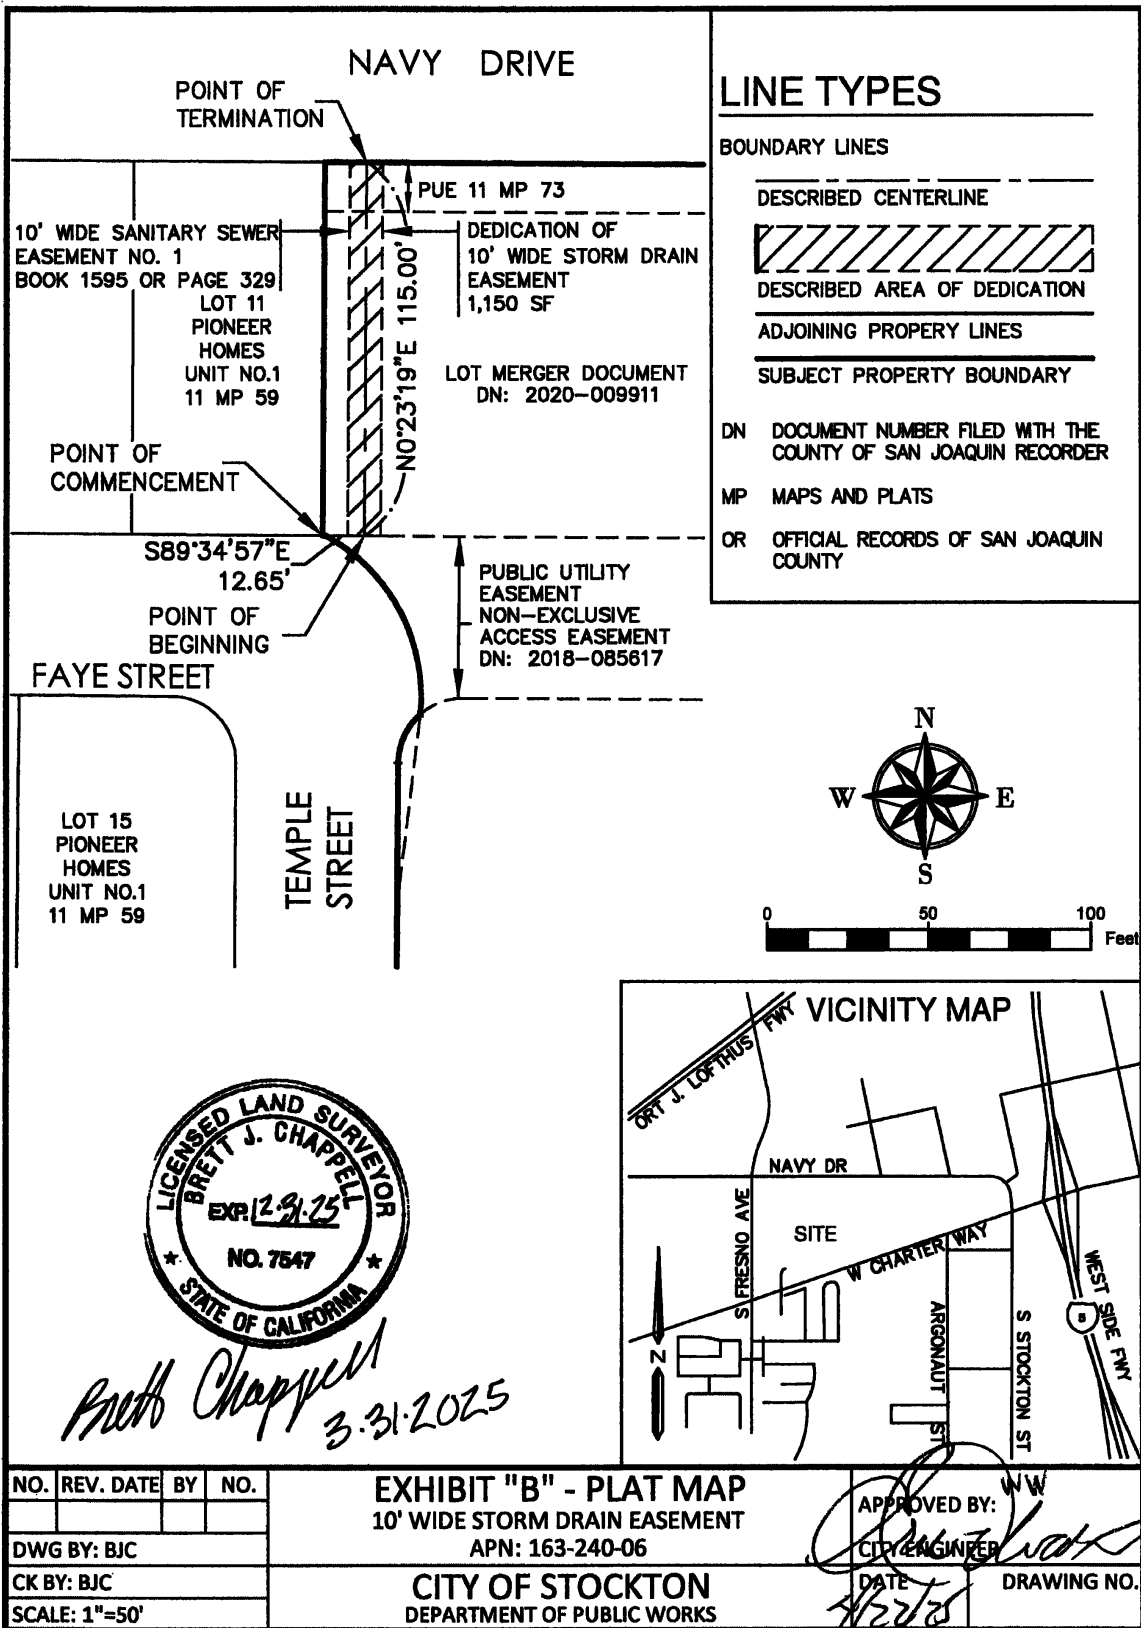 NAVY DRIVE
POINT OF
TERMINATION
PUE 11 MP 73
10' WIDE SANITARY SEWER
EASEMENT NO. 1
BOOK 1595 OR PAGE 329
LOT 11
PIONEER
HOMES
UNIT NO.1
11 MP 59
DEDICATION OF
10' WIDE STORM DRAIN
EASEMENT
1,150 SF
N0°23'19"E 115.00'
LOT MERGER DOCUMENT
DN: 2020-009911
POINT OF
COMMENCEMENT
S89°34'57"E
12.65'
POINT OF
BEGINNING
PUBLIC UTILITY
EASEMENT
NON-EXCLUSIVE
ACCESS EASEMENT
DN: 2018-085617
FAYE STREET
LOT 15
PIONEER
HOMES
UNIT NO.1
11 MP 59
TEMPLE
STREET
LINE TYPES
BOUNDARY LINES
DESCRIBED CENTERLINE
DESCRIBED AREA OF DEDICATION
ADJOINING PROPERY LINES
SUBJECT PROPERTY BOUNDARY
DN DOCUMENT NUMBER FILED WITH THE
COUNTY OF SAN JOAQUIN RECORDER
MP MAPS AND PLATS
OR OFFICIAL RECORDS OF SAN JOAQUIN
COUNTY
N
W E
S
0 50 100
Feet
VICINITY MAP
ORT J. LOFTHUS FWY
NAVY DR
S FRESNO AVE
SITE
W CHARTER WAY
ARGONAUT ST
S STOCKTON ST
WEST SIDE FWY
5
N
LICENSED LAND SURVEYOR
BRETT J. CHAPPELL
EXP. 12-31-25
NO. 7547
STATE OF CALIFORNIA
Brett Chappell
3-31-2025
NO. REV. DATE BY NO.
DWG BY: BJC
CK BY: BJC
SCALE: 1"=50'
EXHIBIT "B" - PLAT MAP
10' WIDE STORM DRAIN EASEMENT
APN: 163-240-06
CITY OF STOCKTON
DEPARTMENT OF PUBLIC WORKS
WW
APPROVED BY:
CITY ENGINEER
DATE 4/22/25
DRAWING NO.